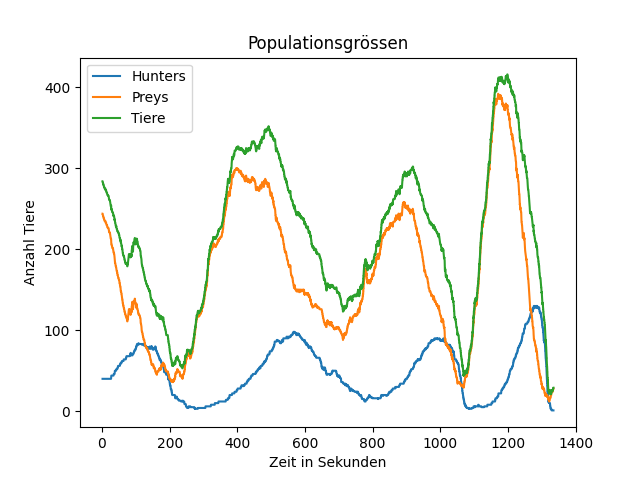 Populationsgrössen
Hunters
Preys
Tiere
Anzahl Tiere
400
300
200
100
0
0 200 400 600 800 1000 1200 1400
Zeit in Sekunden